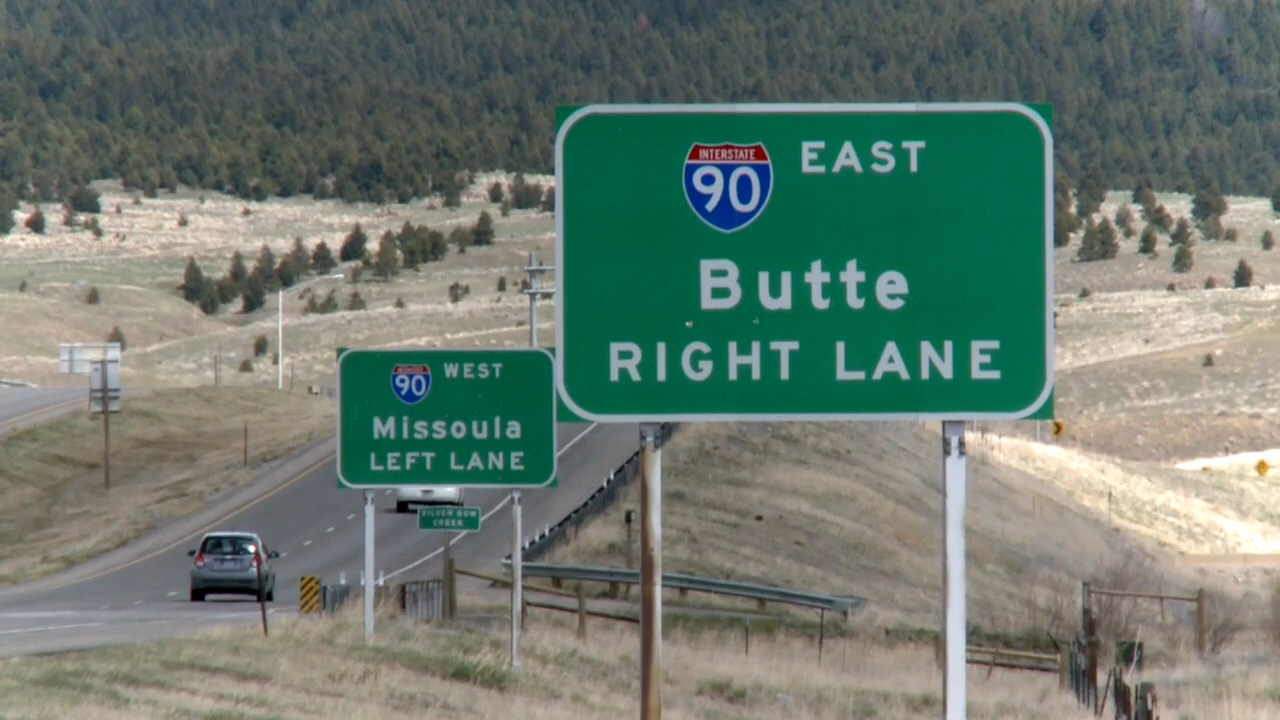 INTERSTATE
90 EAST
Butte
RIGHT LANE
90 WEST
Missoula
LEFT LANE
SILVER BOW
CREEK